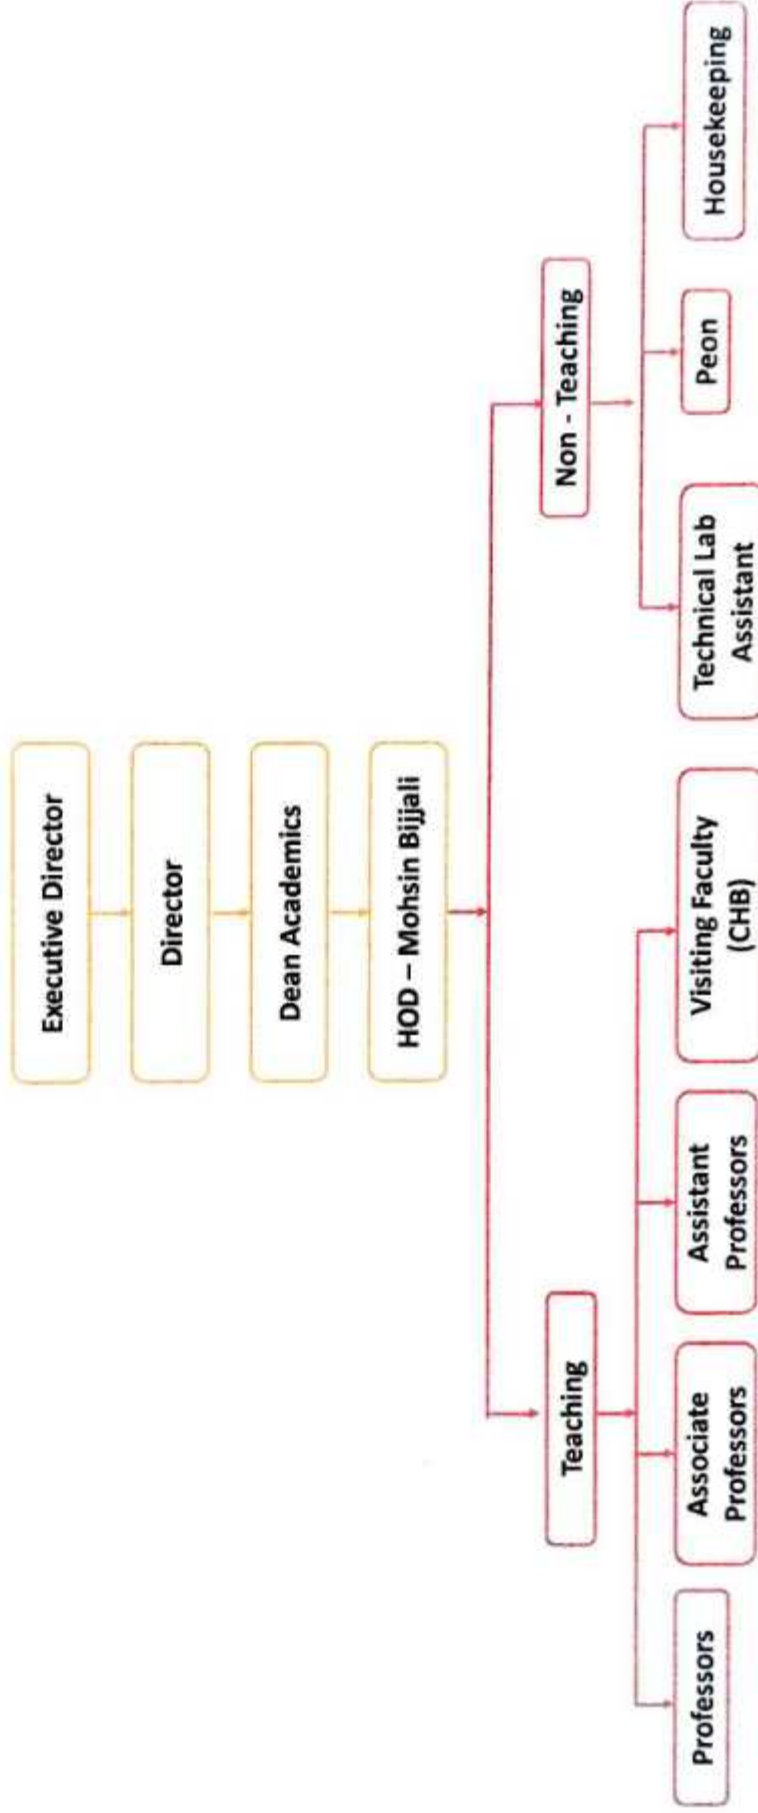 Executive Director
Director
Dean Academics
HOD – Mohsin Bijjali
Teaching
Non - Teaching
Professors
Associate
Professors
Assistant
Professors
Visiting Faculty
(CHB)
Technical Lab
Assistant
Peon
Housekeeping